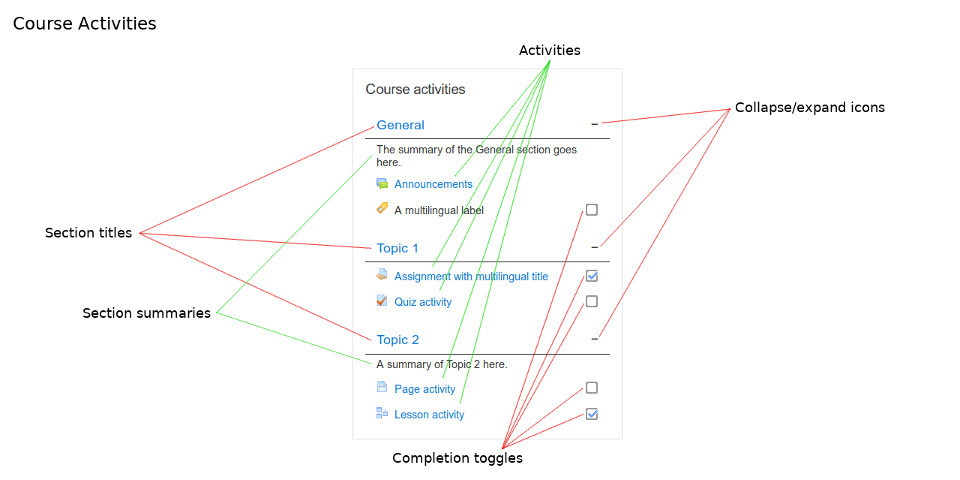 Course Activities
Activities
Course activities
Collapse/expand icons
General
The summary of the General section goes
here.
Announcements
A multilingual label
Section titles
Topic 1
Assignment with multilingual title
Quiz activity
Section summaries
Topic 2
A summary of Topic 2 here.
Page activity
Lesson activity
Completion toggles